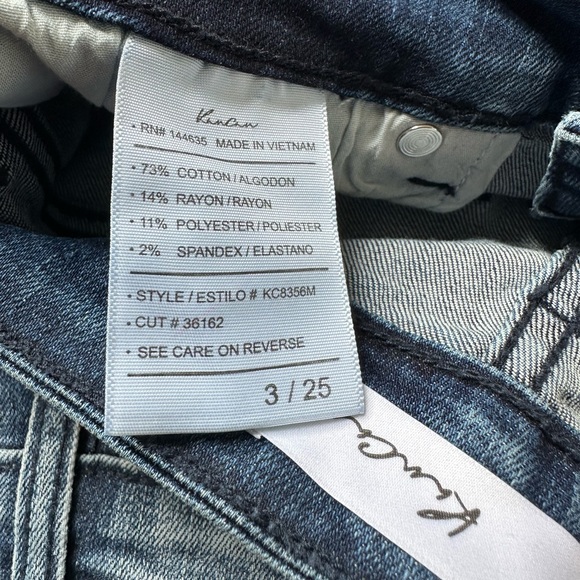 KanCan
• RN# 144635 MADE IN VIETNAM
• 73% COTTON / ALGODON
• 14% RAYON / RAYON
• 11% POLYESTER / POLIESTER
• 2% SPANDEX / ELASTANO
• STYLE / ESTILO # KC8356M
• CUT # 36162
• SEE CARE ON REVERSE
3 / 25
KanCan